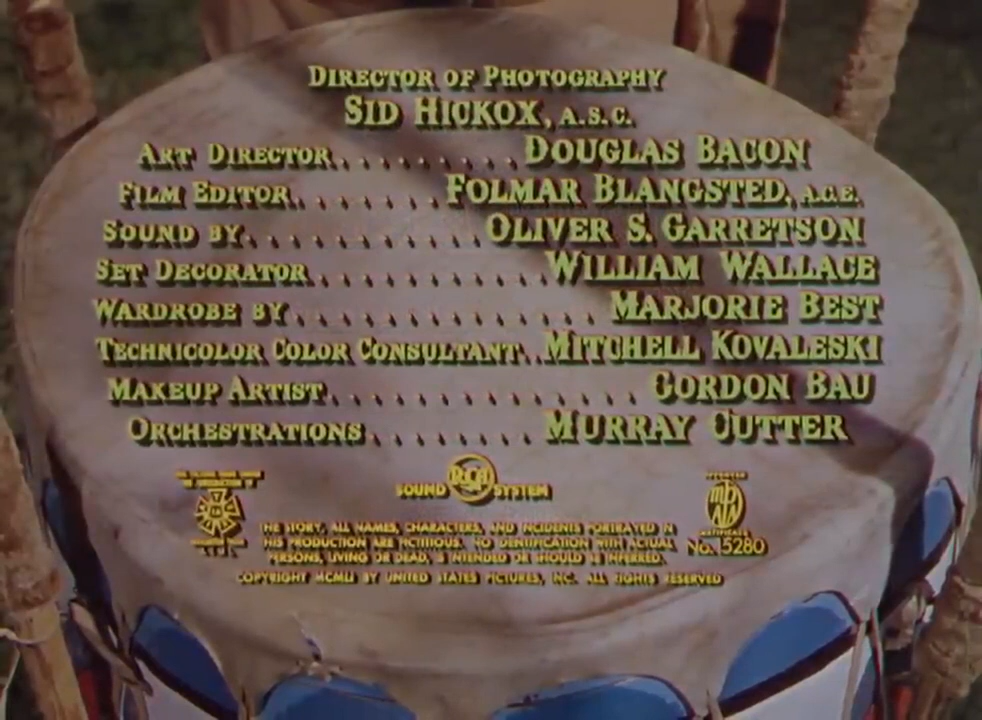 DIRECTOR OF PHOTOGRAPHY
SID HICKOX, A.S.C.
ART DIRECTOR.........DOUGLAS BACON
FILM EDITOR.......FOLMAR BLANGSTED, A.C.E.
SOUND BY...........OLIVER S. GARRETSON
SET DECORATOR...........WILLIAM WALLACE
WARDROBE BY..............MARJORIE BEST
TECHNICOLOR COLOR CONSULTANT..MITCHELL KOVALESKI
MAKEUP ARTIST..............GORDON BAU
ORCHESTRATIONS.......MURRAY CUTTER
RCA
SOUND SYSTEM
THE STORY, ALL NAMES, CHARACTERS, AND INCIDENTS PORTRAYED IN
THIS PRODUCTION ARE FICTITIOUS. NO IDENTIFICATION WITH ACTUAL
PERSONS, LIVING OR DEAD, IS INTENDED OR SHOULD BE INFERRED.
No. 5280
COPYRIGHT MCMLI BY UNITED STATES PICTURES, INC. ALL RIGHTS RESERVED